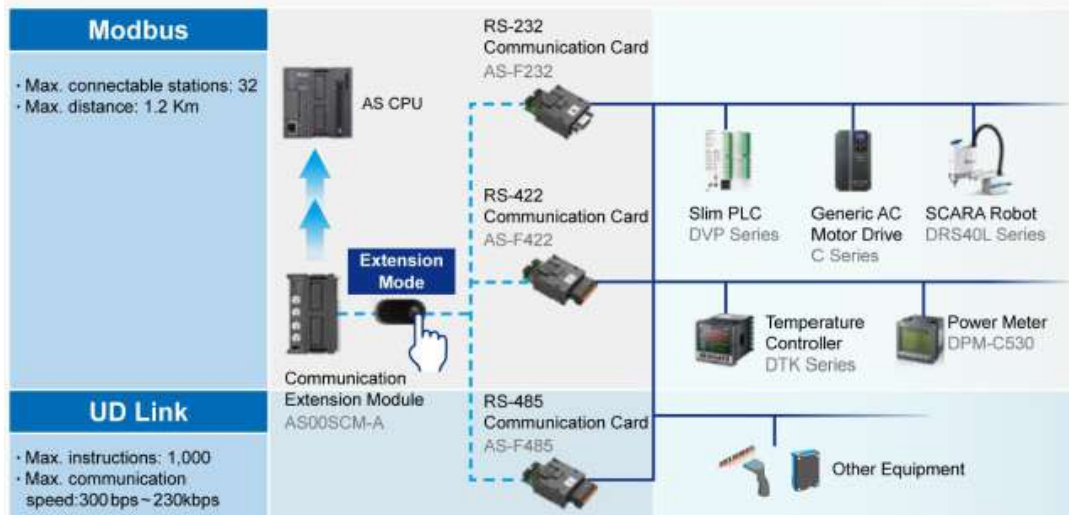 Modbus
· Max. connectable stations: 32
· Max. distance: 1.2 Km
AS CPU
Extension
Mode
Communication
Extension Module
AS00SCM-A
RS-232
Communication Card
AS-F232
RS-422
Communication Card
AS-F422
RS-485
Communication Card
AS-F485
Slim PLC
DVP Series
Generic AC
Motor Drive
C Series
SCARA Robot
DRS40L Series
Temperature
Controller
DTK Series
Power Meter
DPM-C530
UD Link
· Max. instructions: 1,000
· Max. communication
speed:300bps~230kbps
Other Equipment